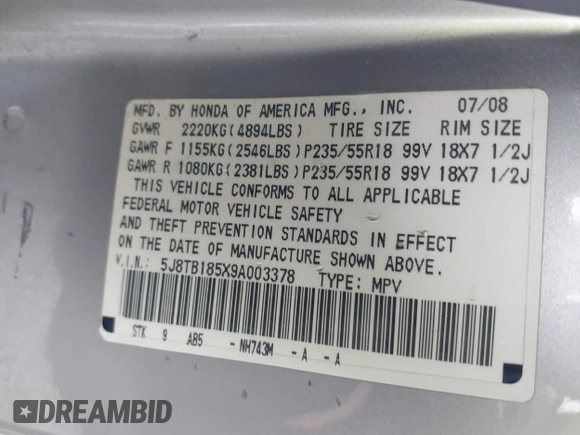 MFD. BY HONDA OF AMERICA MFG., INC. 07/08
GVWR 2220KG(4894LBS) TIRE SIZE RIM SIZE
GAWR F 1155KG(2546LBS)P235/55R18 99V 18X7 1/2J
GAWR R 1080KG(2381LBS)P235/55R18 99V 18X7 1/2J
THIS VEHICLE CONFORMS TO ALL APPLICABLE
FEDERAL MOTOR VEHICLE SAFETY
AND THEFT PREVENTION STANDARDS IN EFFECT
ON THE DATE OF MANUFACTURE SHOWN ABOVE.
V.I.N.: 5J8TB185X9A003378 TYPE: MPV
STK 9 AB5 -NH743M -A -A
DREAMBID